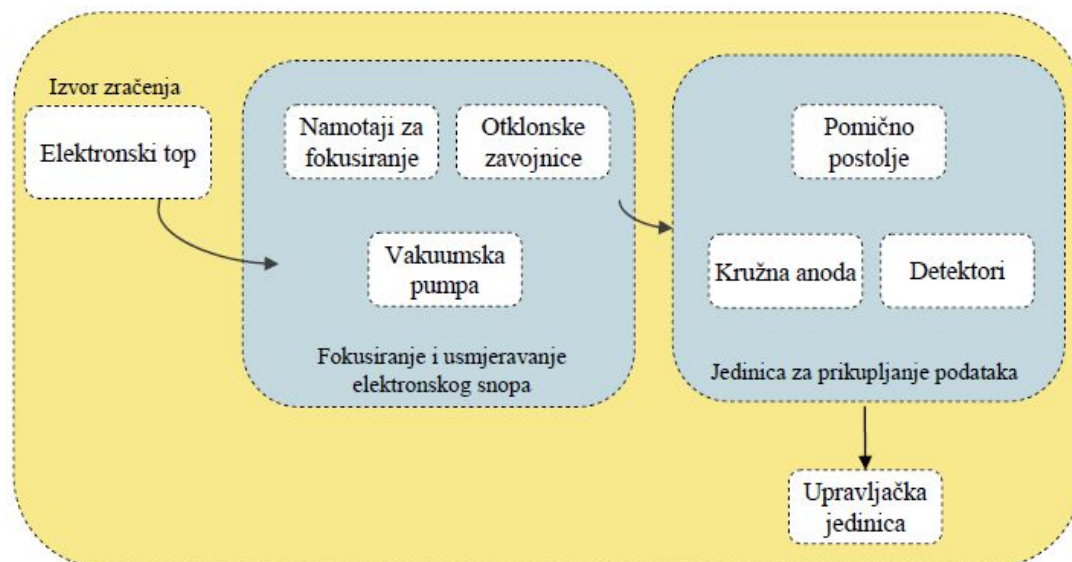 Izvor zračenja
Elektronski top
Namotaji za
fokusiranje
Otklonske
zavojnice
Vakuumska
pumpa
Fokusiranje i usmjeravanje
elektronskog snopa
Pomično
postolje
Kružna anoda
Detektori
Jedinica za prikupljanje podataka
Upravljačka
jedinica